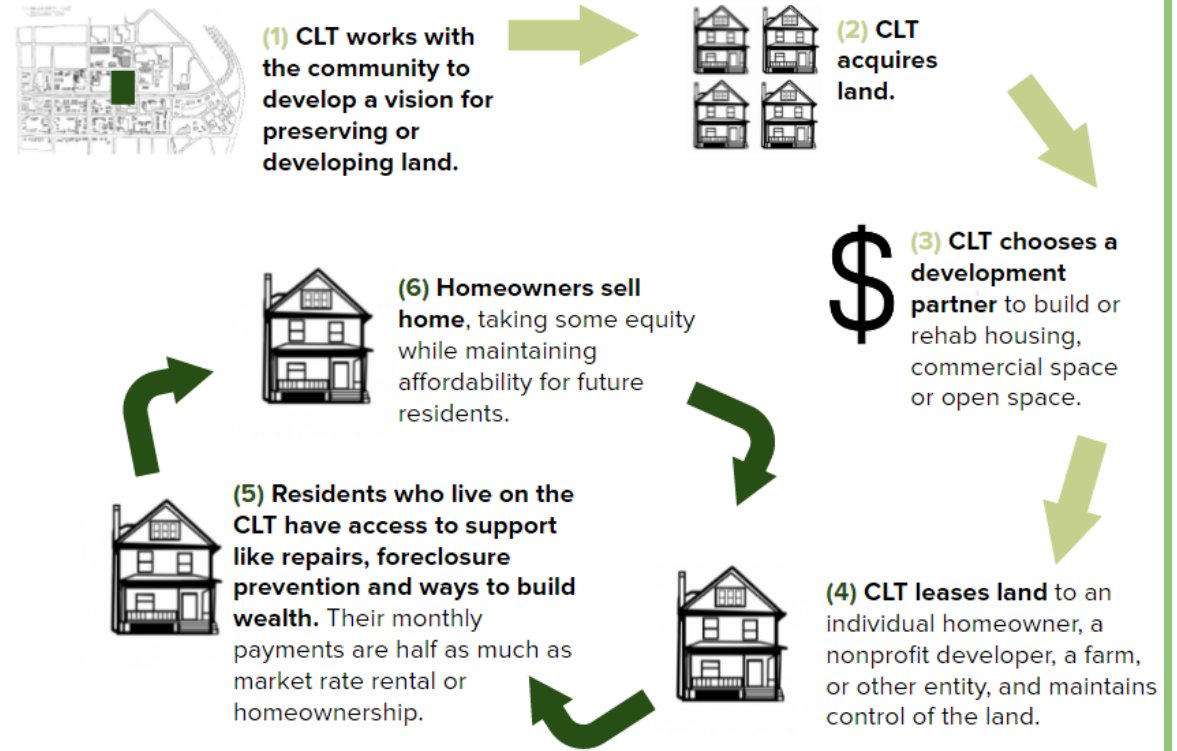 (1) CLT works with
the community to
develop a vision for
preserving or
developing land.
(2) CLT
acquires
land.
$
(3) CLT chooses a
development
partner to build or
rehab housing,
commercial space
or open space.
(4) CLT leases land to an
individual homeowner, a
nonprofit developer, a farm,
or other entity, and maintains
control of the land.
(5) Residents who live on the
CLT have access to support
like repairs, foreclosure
prevention and ways to build
wealth. Their monthly
payments are half as much as
market rate rental or
homeownership.
(6) Homeowners sell
home, taking some equity
while maintaining
affordability for future
residents.